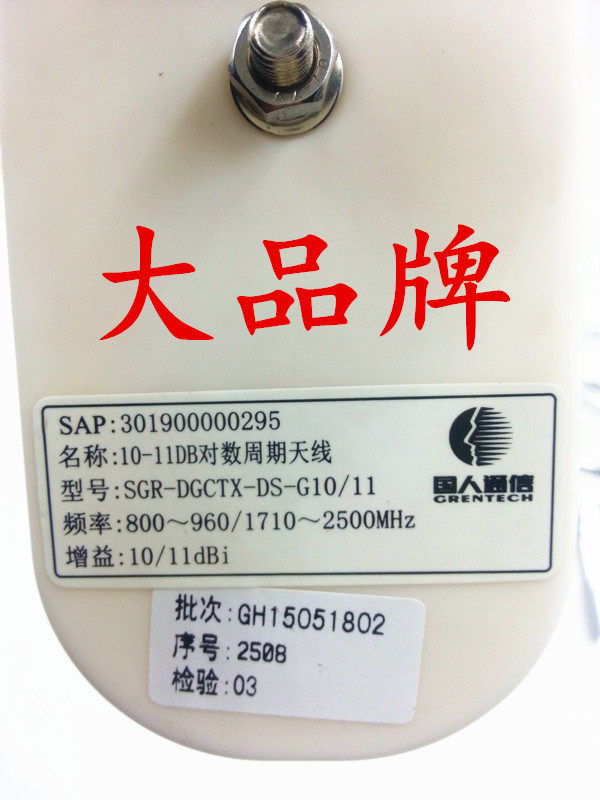 大品牌
SAP:301900000295
名称:10-11DB对数周期天线
型号:SGR-DGCTX-DS-G10/11
频率:800～960/1710～2500MHz
增益:10/11dBi
国人通信
GRENTECH
批次:GH15051802
序号:2508
检验:03